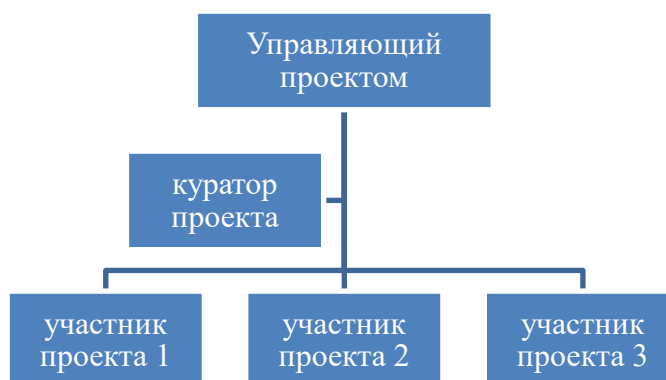 Управляющий
проектом
куратор
проекта
участник
проекта 1
участник
проекта 2
участник
проекта 3